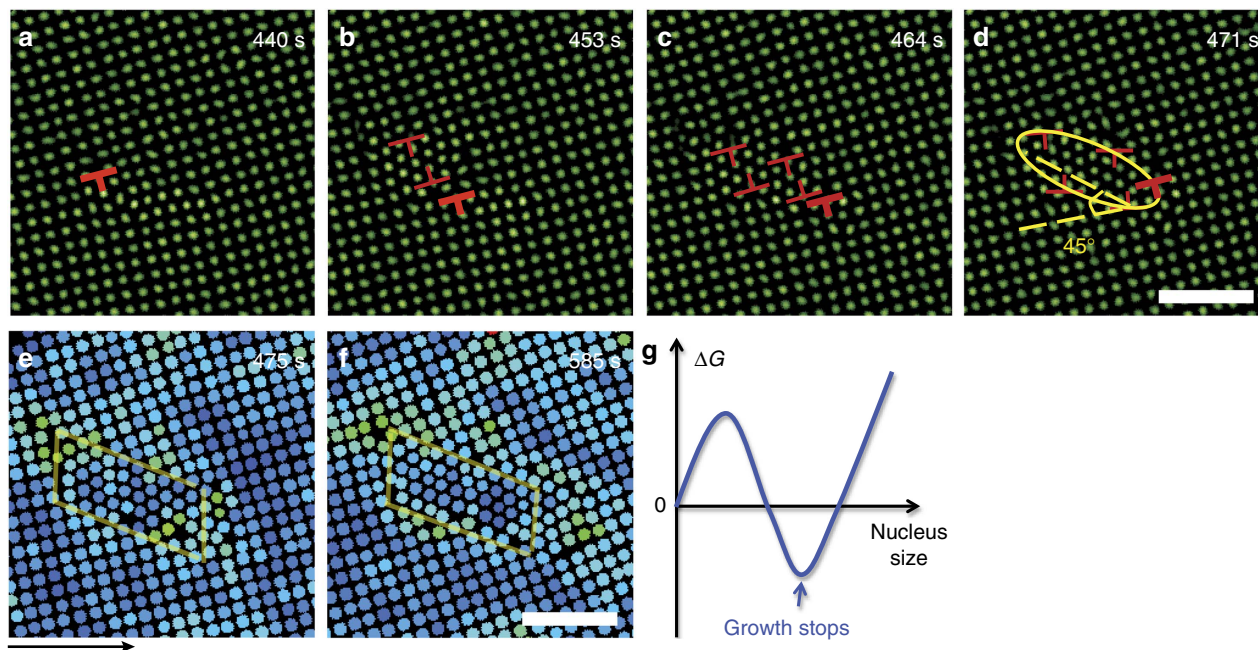 a
440 s
b
453 s
c
464 s
d
471 s
45°
e
475 s
f
585 s
g
ΔG
0
Nucleus
size
Growth stops